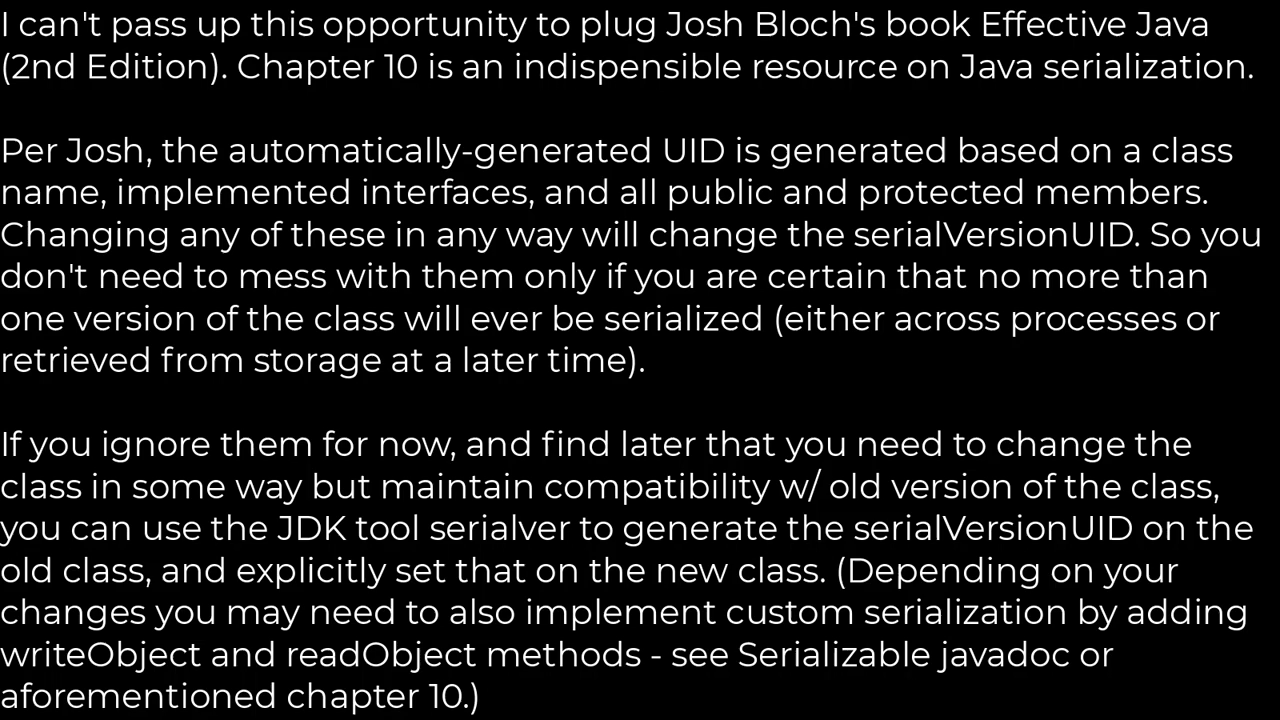 I can't pass up this opportunity to plug Josh Bloch's book Effective Java
(2nd Edition). Chapter 10 is an indispensible resource on Java serialization.
Per Josh, the automatically-generated UID is generated based on a class
name, implemented interfaces, and all public and protected members.
Changing any of these in any way will change the serialVersionUID. So you
don't need to mess with them only if you are certain that no more than
one version of the class will ever be serialized (either across processes or
retrieved from storage at a later time).
If you ignore them for now, and find later that you need to change the
class in some way but maintain compatibility w/ old version of the class,
you can use the JDK tool serialver to generate the serialVersionUID on the
old class, and explicitly set that on the new class. (Depending on your
changes you may need to also implement custom serialization by adding
writeObject and readObject methods - see Serializable javadoc or
aforementioned chapter 10.)